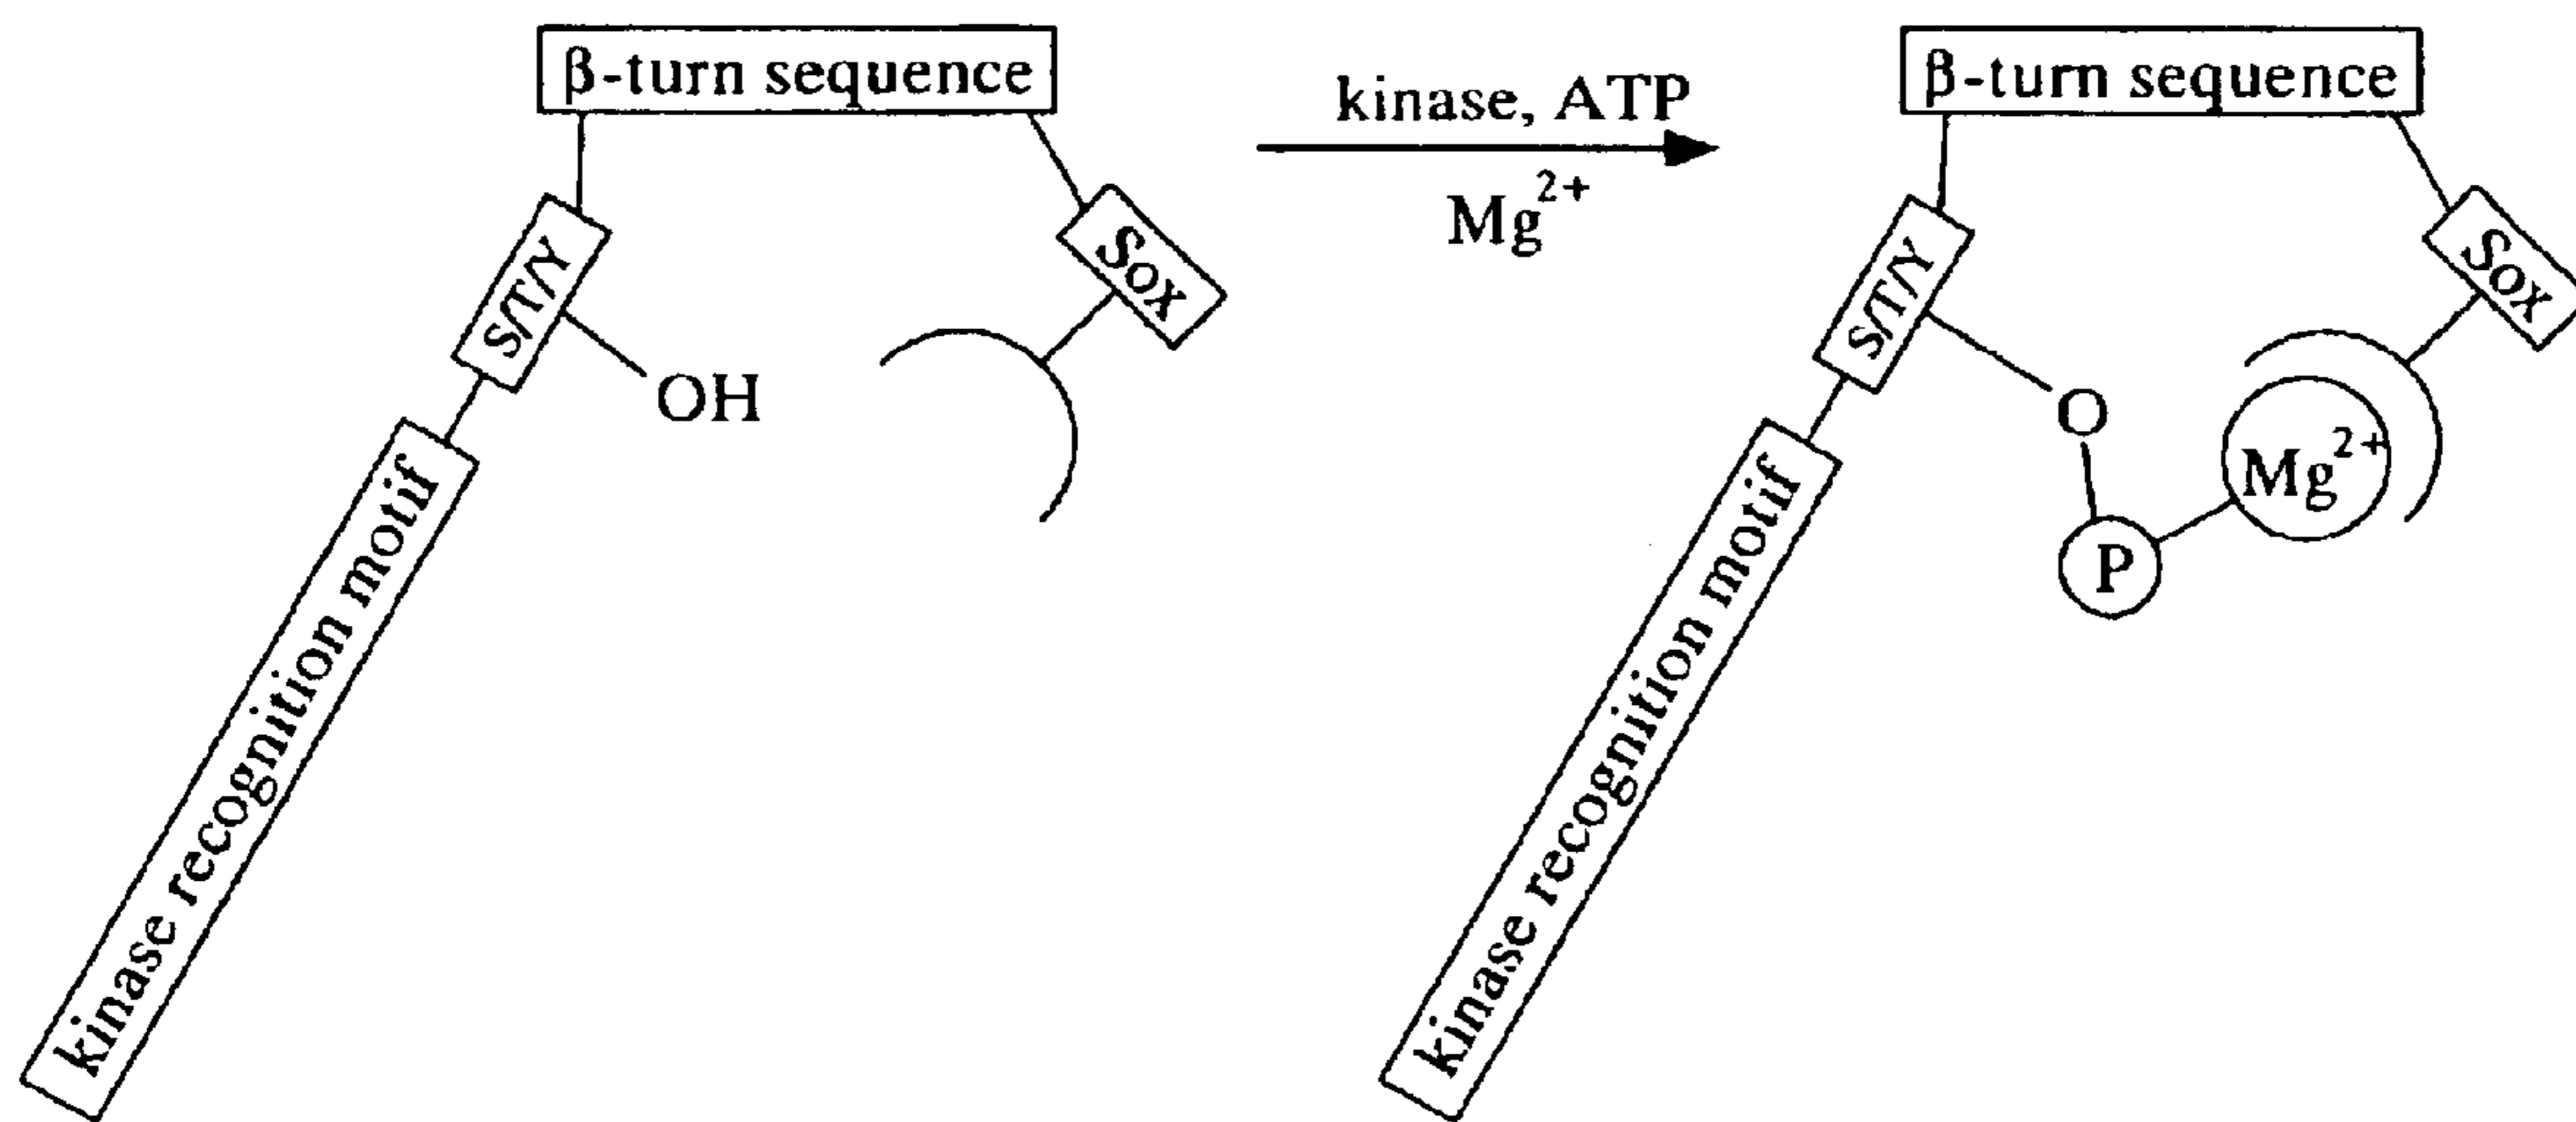 β-turn sequence
S/T/Y
OH
Sox
kinase recognition motif
kinase, ATP
Mg²⁺
β-turn sequence
S/T/Y
O
P
Mg²⁺
Sox
kinase recognition motif